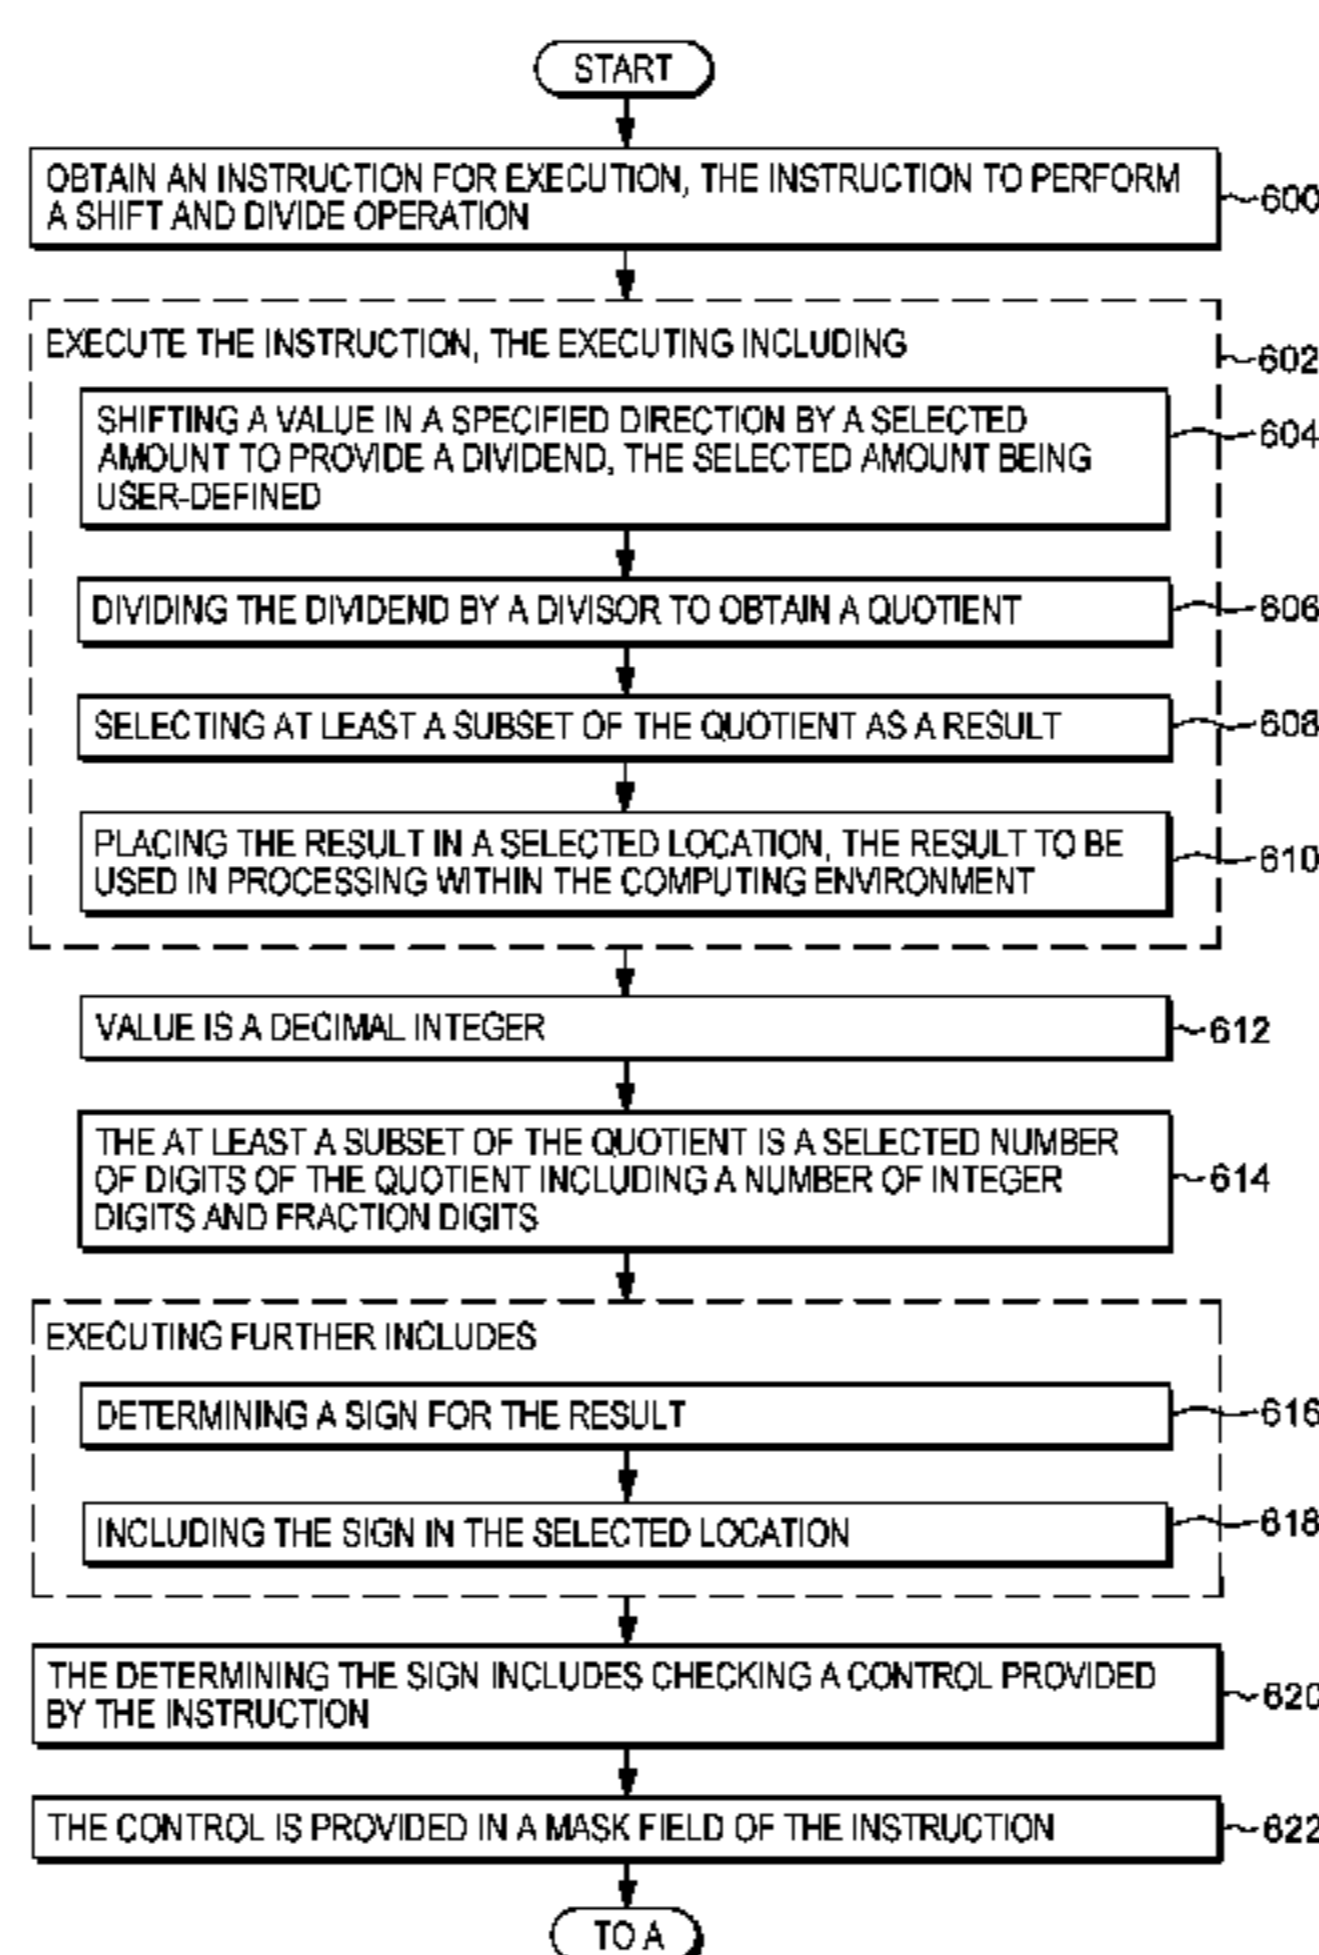 START
OBTAIN AN INSTRUCTION FOR EXECUTION, THE INSTRUCTION TO PERFORM
A SHIFT AND DIVIDE OPERATION
600
EXECUTE THE INSTRUCTION, THE EXECUTING INCLUDING
602
SHIFTING A VALUE IN A SPECIFIED DIRECTION BY A SELECTED
AMOUNT TO PROVIDE A DIVIDEND, THE SELECTED AMOUNT BEING
USER-DEFINED
604
DIVIDING THE DIVIDEND BY A DIVISOR TO OBTAIN A QUOTIENT
606
SELECTING AT LEAST A SUBSET OF THE QUOTIENT AS A RESULT
608
PLACING THE RESULT IN A SELECTED LOCATION, THE RESULT TO BE
USED IN PROCESSING WITHIN THE COMPUTING ENVIRONMENT
610
VALUE IS A DECIMAL INTEGER
612
THE AT LEAST A SUBSET OF THE QUOTIENT IS A SELECTED NUMBER
OF DIGITS OF THE QUOTIENT INCLUDING A NUMBER OF INTEGER
DIGITS AND FRACTION DIGITS
614
EXECUTING FURTHER INCLUDES
DETERMINING A SIGN FOR THE RESULT
616
INCLUDING THE SIGN IN THE SELECTED LOCATION
618
THE DETERMINING THE SIGN INCLUDES CHECKING A CONTROL PROVIDED
BY THE INSTRUCTION
620
THE CONTROL IS PROVIDED IN A MASK FIELD OF THE INSTRUCTION
622
TO A